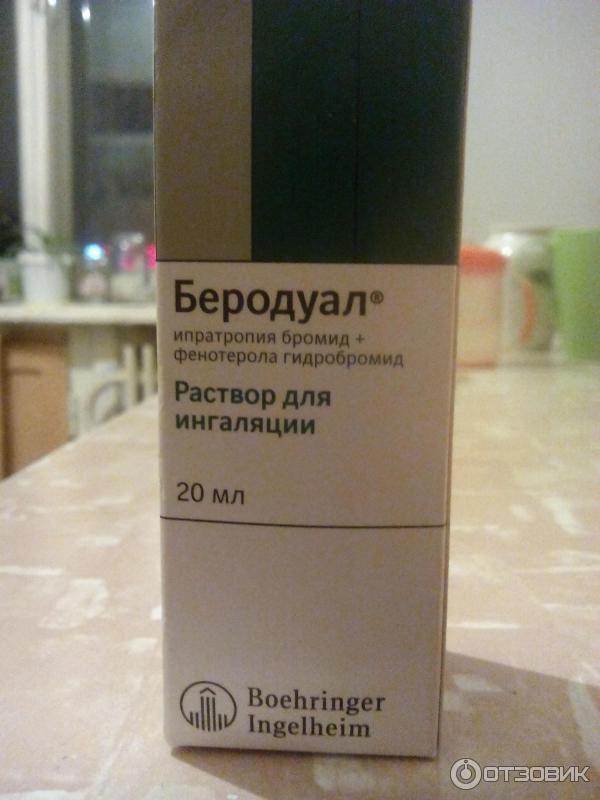 Беродуал®
ипратропия бромид +
фенотерола гидробромид
Раствор для
ингаляции
20 мл
Boehringer
Ingelheim
ОТЗОВИК